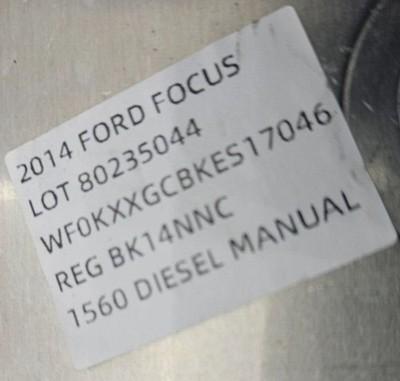 2014 FORD FOCUS
LOT 80235044
WF0KXXGCBKES17046
REG BK14NNC
1560 DIESEL MANUAL